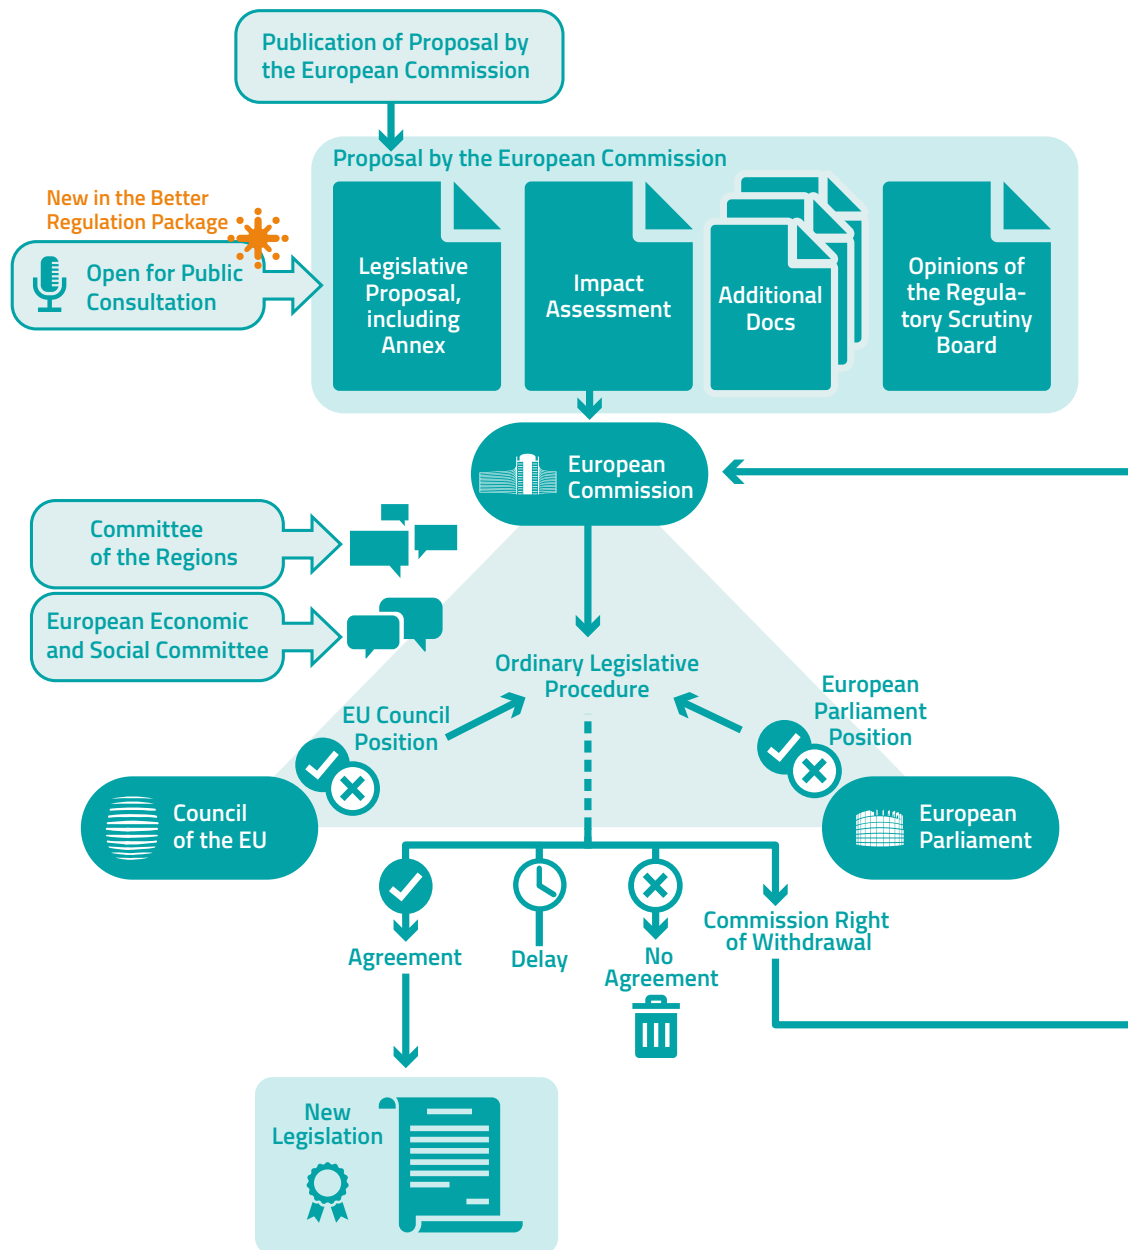 Publication of Proposal by
the European Commission
Proposal by the European Commission
New in the Better
Regulation Package
Open for Public
Consultation
Legislative
Proposal,
including
Annex
Impact
Assessment
Additional
Docs
Opinions of
the Regula-
tory Scrutiny
Board
European
Commission
Committee
of the Regions
European Economic
and Social Committee
Ordinary Legislative
Procedure
EU Council
Position
European
Parliament
Position
Council
of the EU
European
Parliament
Agreement
Delay
No
Agreement
Commission Right
of Withdrawal
New
Legislation